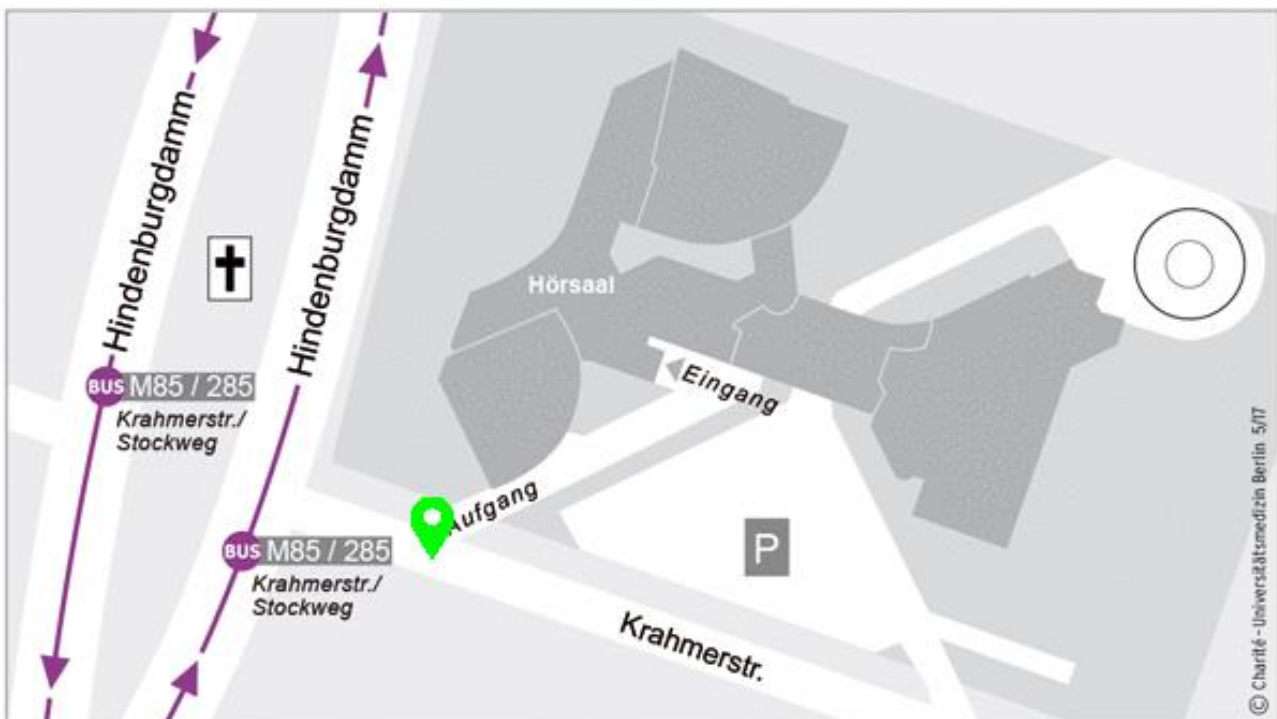 Hindenburgdamm
Hindenburgdamm
Hörsaal
Eingang
BUS M85 / 285
Krahmerstr./
Stockweg
Aufgang
BUS M85 / 285
Krahmerstr./
Stockweg
P
Krahmerstr.
© Charité - Universitätsmedizin Berlin 5/17